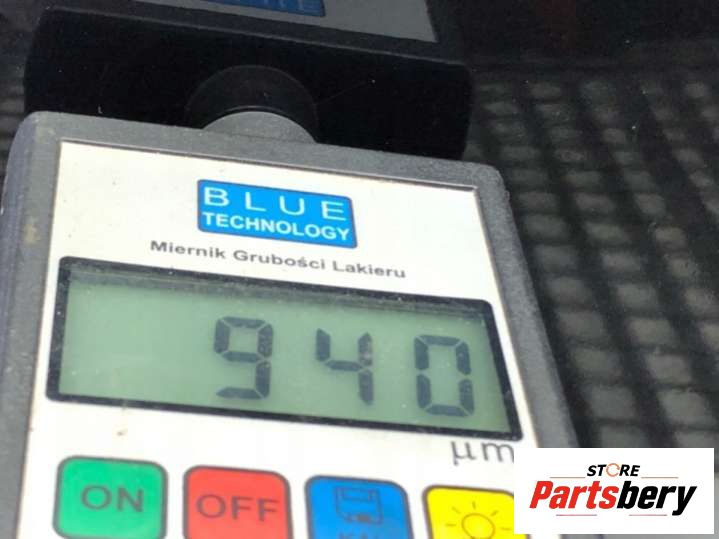 BLUE
TECHNOLOGY
Miernik Grubości Lakieru
940
μm
ON
OFF
STORE
Partsbery